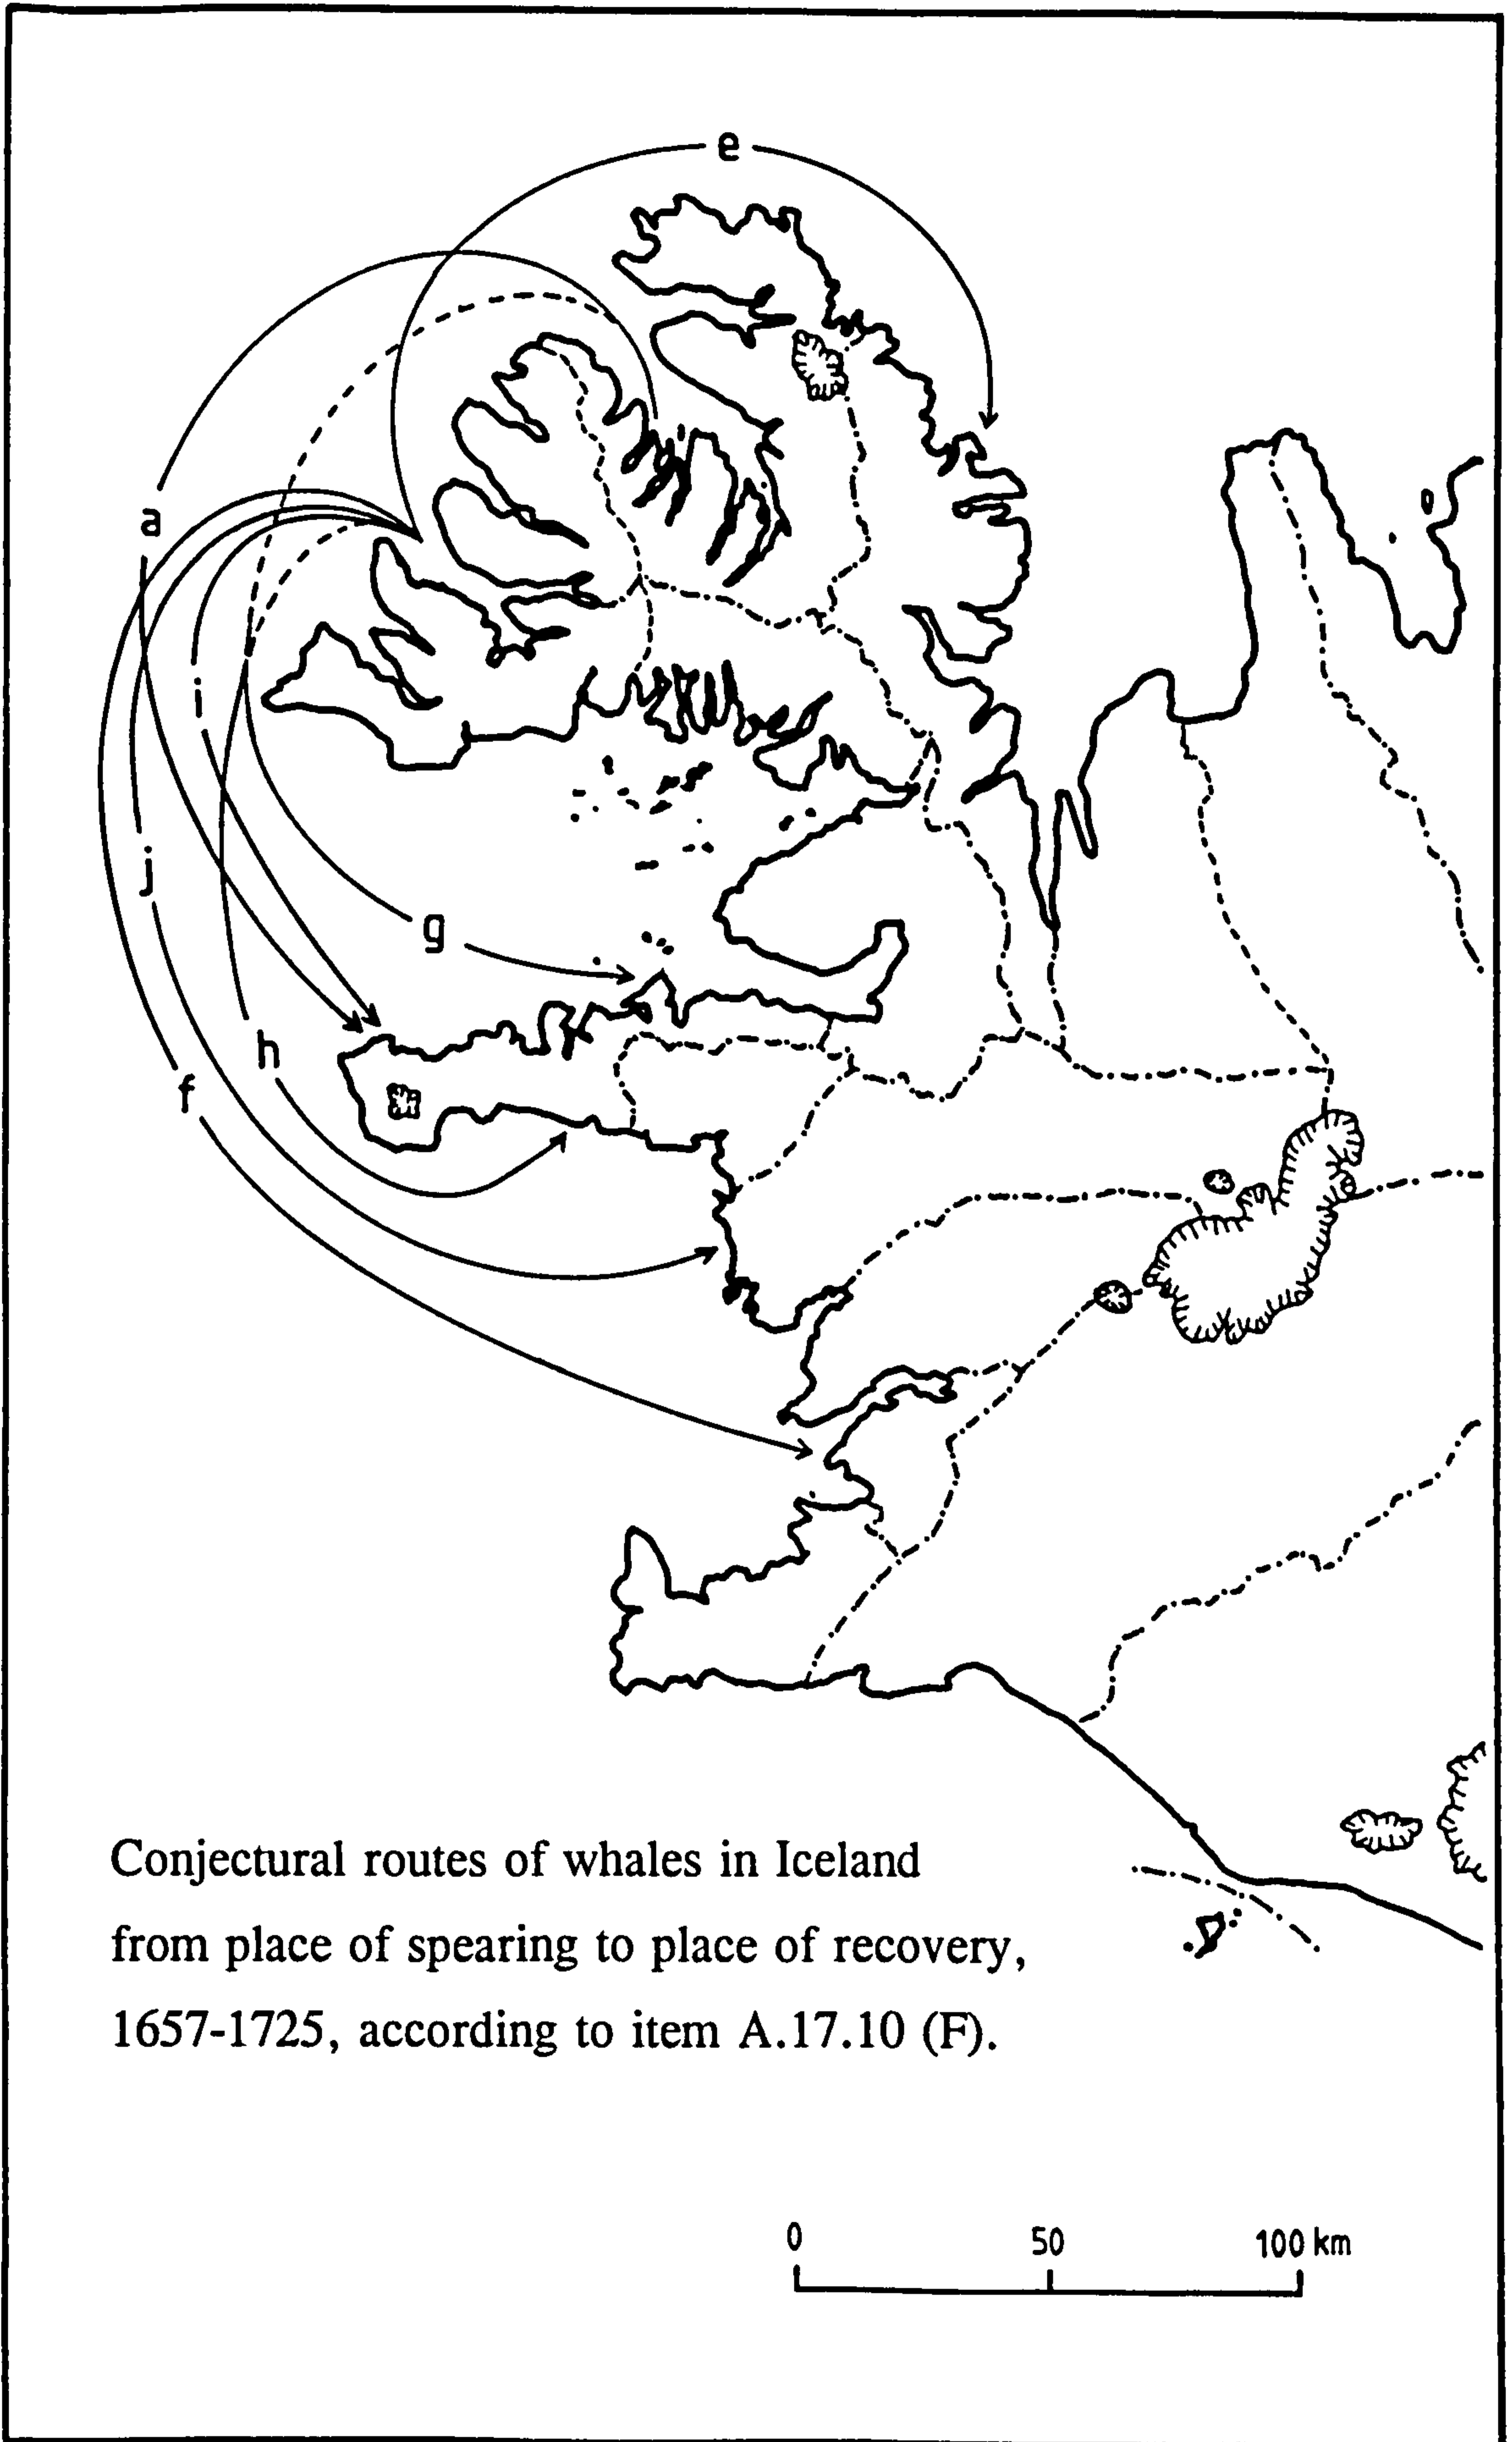 e
a
i
j
g
h
f
Conjectural routes of whales in Iceland
from place of spearing to place of recovery,
1657-1725, according to item A.17.10 (F).
0 50 100 km